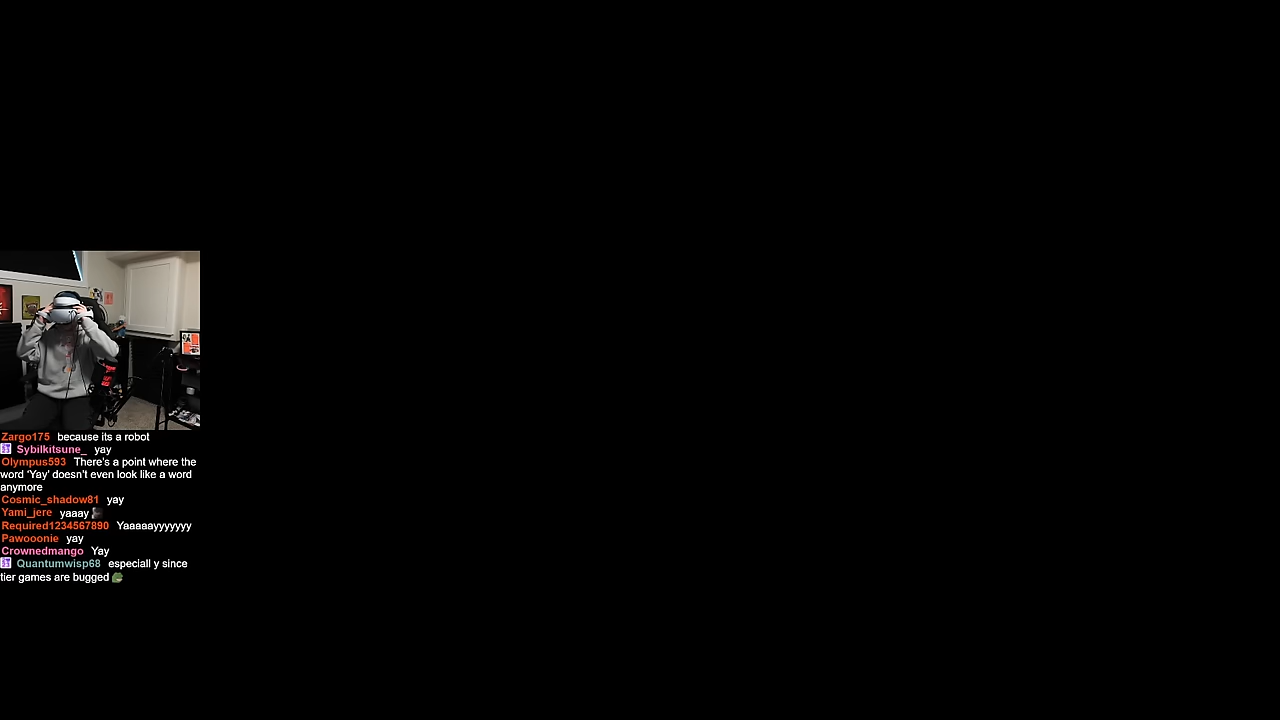 Zargo175 because its a robot
Sybilkitsune_ yay
Olympus593 There's a point where the
word 'Yay' doesn't even look like a word
anymore
Cosmic_shadow81 yay
Yami_jere yaaay
Required1234567890 Yaaaaayyyyyyy
Pawooonie yay
Crownedmango Yay
Quantumwisp68 especiall y since
tier games are bugged